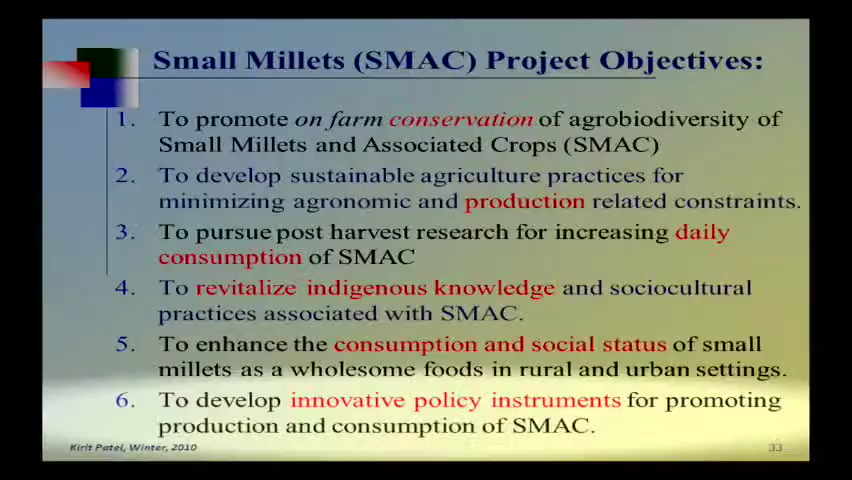 Small Millets (SMAC) Project Objectives:
1. To promote on farm conservation of agrobiodiversity of
Small Millets and Associated Crops (SMAC)
2. To develop sustainable agriculture practices for
minimizing agronomic and production related constraints.
3. To pursue post harvest research for increasing daily
consumption of SMAC
4. To revitalize indigenous knowledge and sociocultural
practices associated with SMAC.
5. To enhance the consumption and social status of small
millets as a wholesome foods in rural and urban settings.
6. To develop innovative policy instruments for promoting
production and consumption of SMAC.
Kirit Patel, Winter, 2010
33